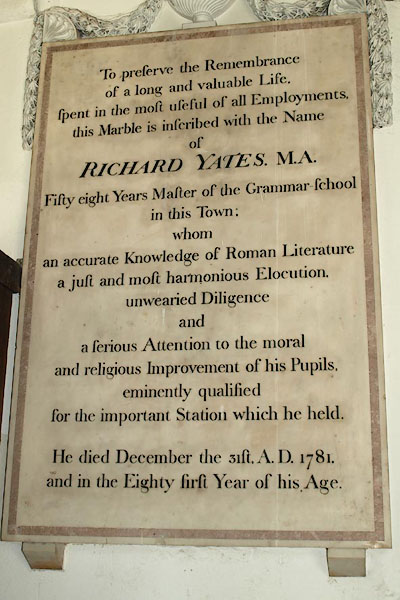 To preſerve the Remembrance
of a long and valuable Life,
ſpent in the moſt uſeful of all Employments,
this Marble is inſcribed with the Name
of
RICHARD YATES. M.A.
Fifty eight Years Maſter of the Grammar-ſchool
in this Town;
whom
an accurate Knowledge of Roman Literature
a juſt and moſt harmonious Elocution,
unwearied Diligence
and
a ſerious Attention to the moral
and religious Improvement of his Pupils,
eminently qualified
for the important Station which he held.
He died December the 31ſt, A.D. 1781,
and in the Eighty firſt Year of his Age.